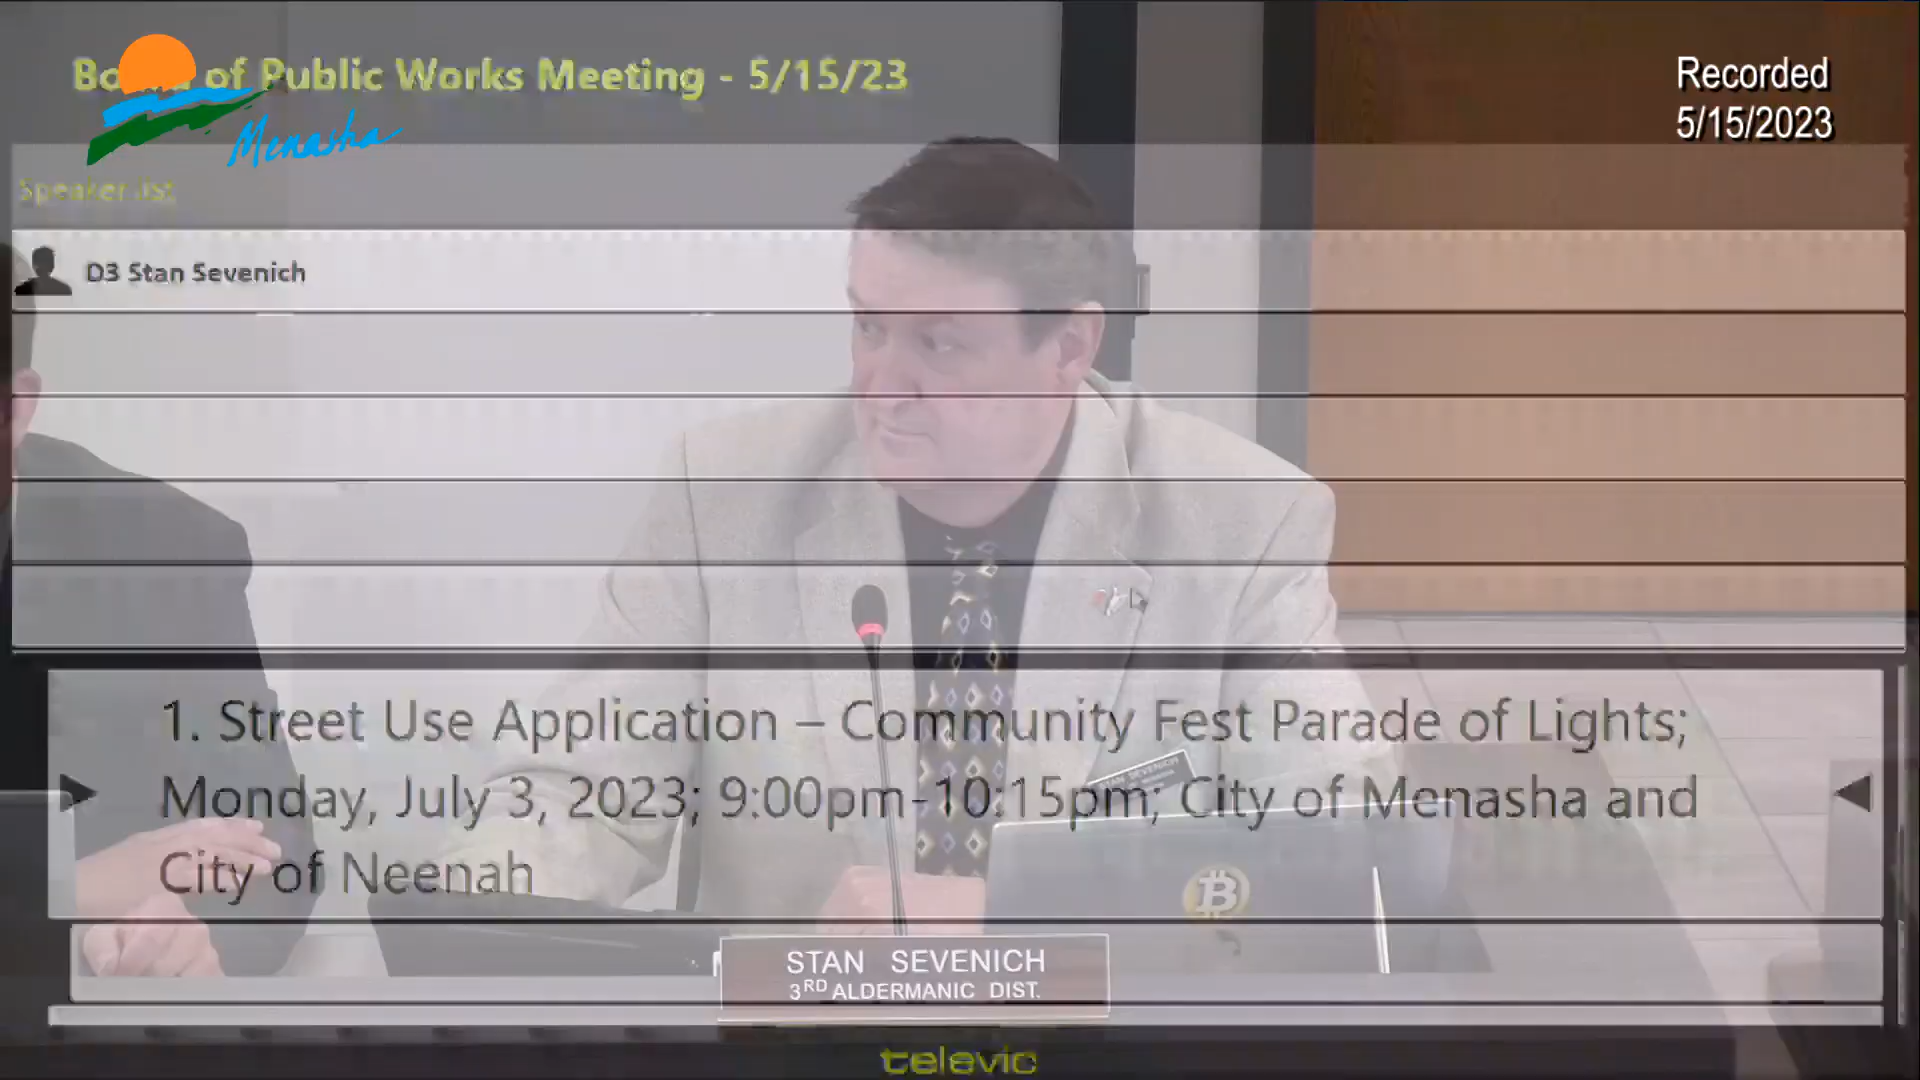 Board of Public Works Meeting - 5/15/23
Menasha
Recorded
5/15/2023
Speaker list
D3 Stan Sevenich
1. Street Use Application – Community Fest Parade of Lights;
Monday, July 3, 2023; 9:00pm-10:15pm; City of Menasha and
City of Neenah
STAN SEVENICH
STAN SEVENICH
3RD ALDERMANIC DIST.
televic